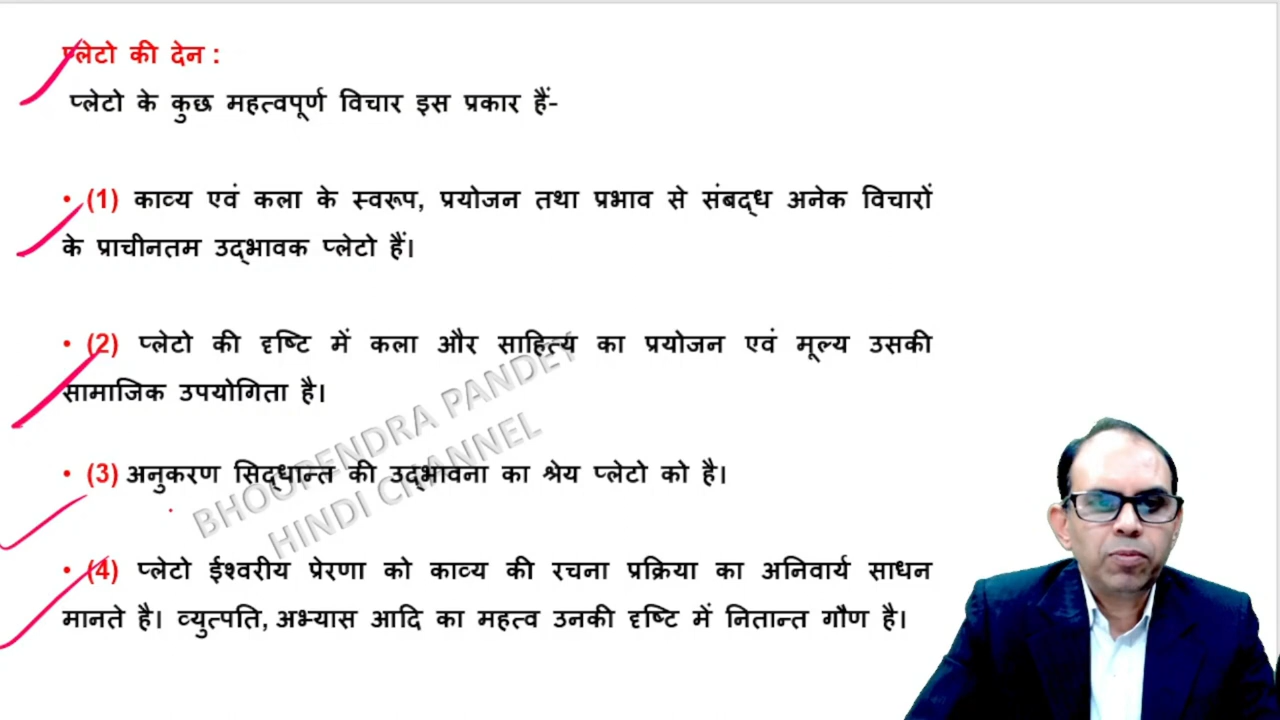 प्लेटो की देन :
प्लेटो के कुछ महत्वपूर्ण विचार इस प्रकार हैं-
• (1) काव्य एवं कला के स्वरूप, प्रयोजन तथा प्रभाव से संबद्ध अनेक विचारों
के प्राचीनतम उद्भावक प्लेटो हैं।
• (2) प्लेटो की दृष्टि में कला और साहित्य का प्रयोजन एवं मूल्य उसकी
सामाजिक उपयोगिता है।
• (3) अनुकरण सिद्धान्त की उद्भावना का श्रेय प्लेटो को है।
• (4) प्लेटो ईश्वरीय प्रेरणा को काव्य की रचना प्रक्रिया का अनिवार्य साधन
मानते है। व्युत्पति, अभ्यास आदि का महत्व उनकी दृष्टि में नितान्त गौण है।
BHOOPENDRA PANDEY
HINDI CHANNEL